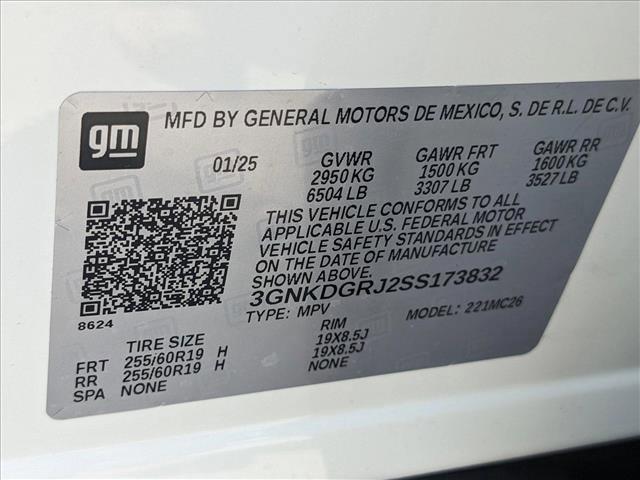 gm
MFD BY GENERAL MOTORS DE MEXICO, S. DE R.L. DE C.V.
01/25 GVWR GAWR FRT GAWR RR
2950 KG 1500 KG 1600 KG
6504 LB 3307 LB 3527 LB
THIS VEHICLE CONFORMS TO ALL
APPLICABLE U.S. FEDERAL MOTOR
VEHICLE SAFETY STANDARDS IN EFFECT
ON THE DATE OF MANUFACTURE
SHOWN ABOVE.
3GNKDGRJ2SS173832
8624
TYPE: MPV MODEL: 221MC26
TIRE SIZE RIM
FRT 255/60R19 H 19X8.5J
RR 255/60R19 H 19X8.5J
SPA NONE NONE